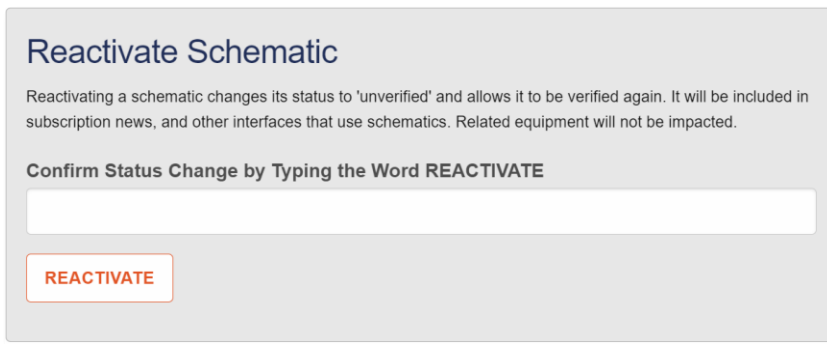 Reactivate Schematic
Reactivating a schematic changes its status to 'unverified' and allows it to be verified again. It will be included in
subscription news, and other interfaces that use schematics. Related equipment will not be impacted.
Confirm Status Change by Typing the Word REACTIVATE
REACTIVATE